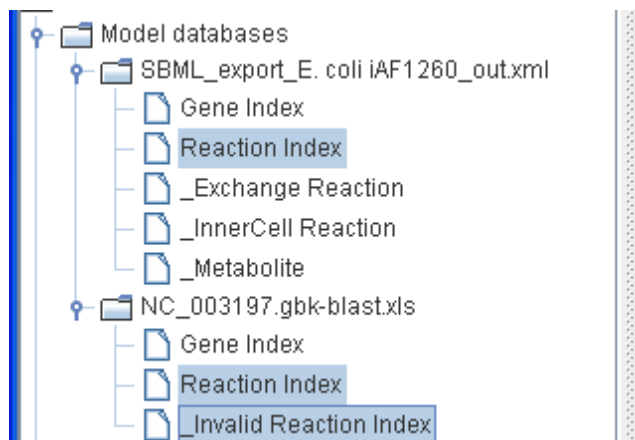 Model databases
SBML_export_E. coli iAF1260_out.xml
Gene Index
Reaction Index
_Exchange Reaction
_InnerCell Reaction
_Metabolite
NC_003197.gbk-blast.xls
Gene Index
Reaction Index
_Invalid Reaction Index